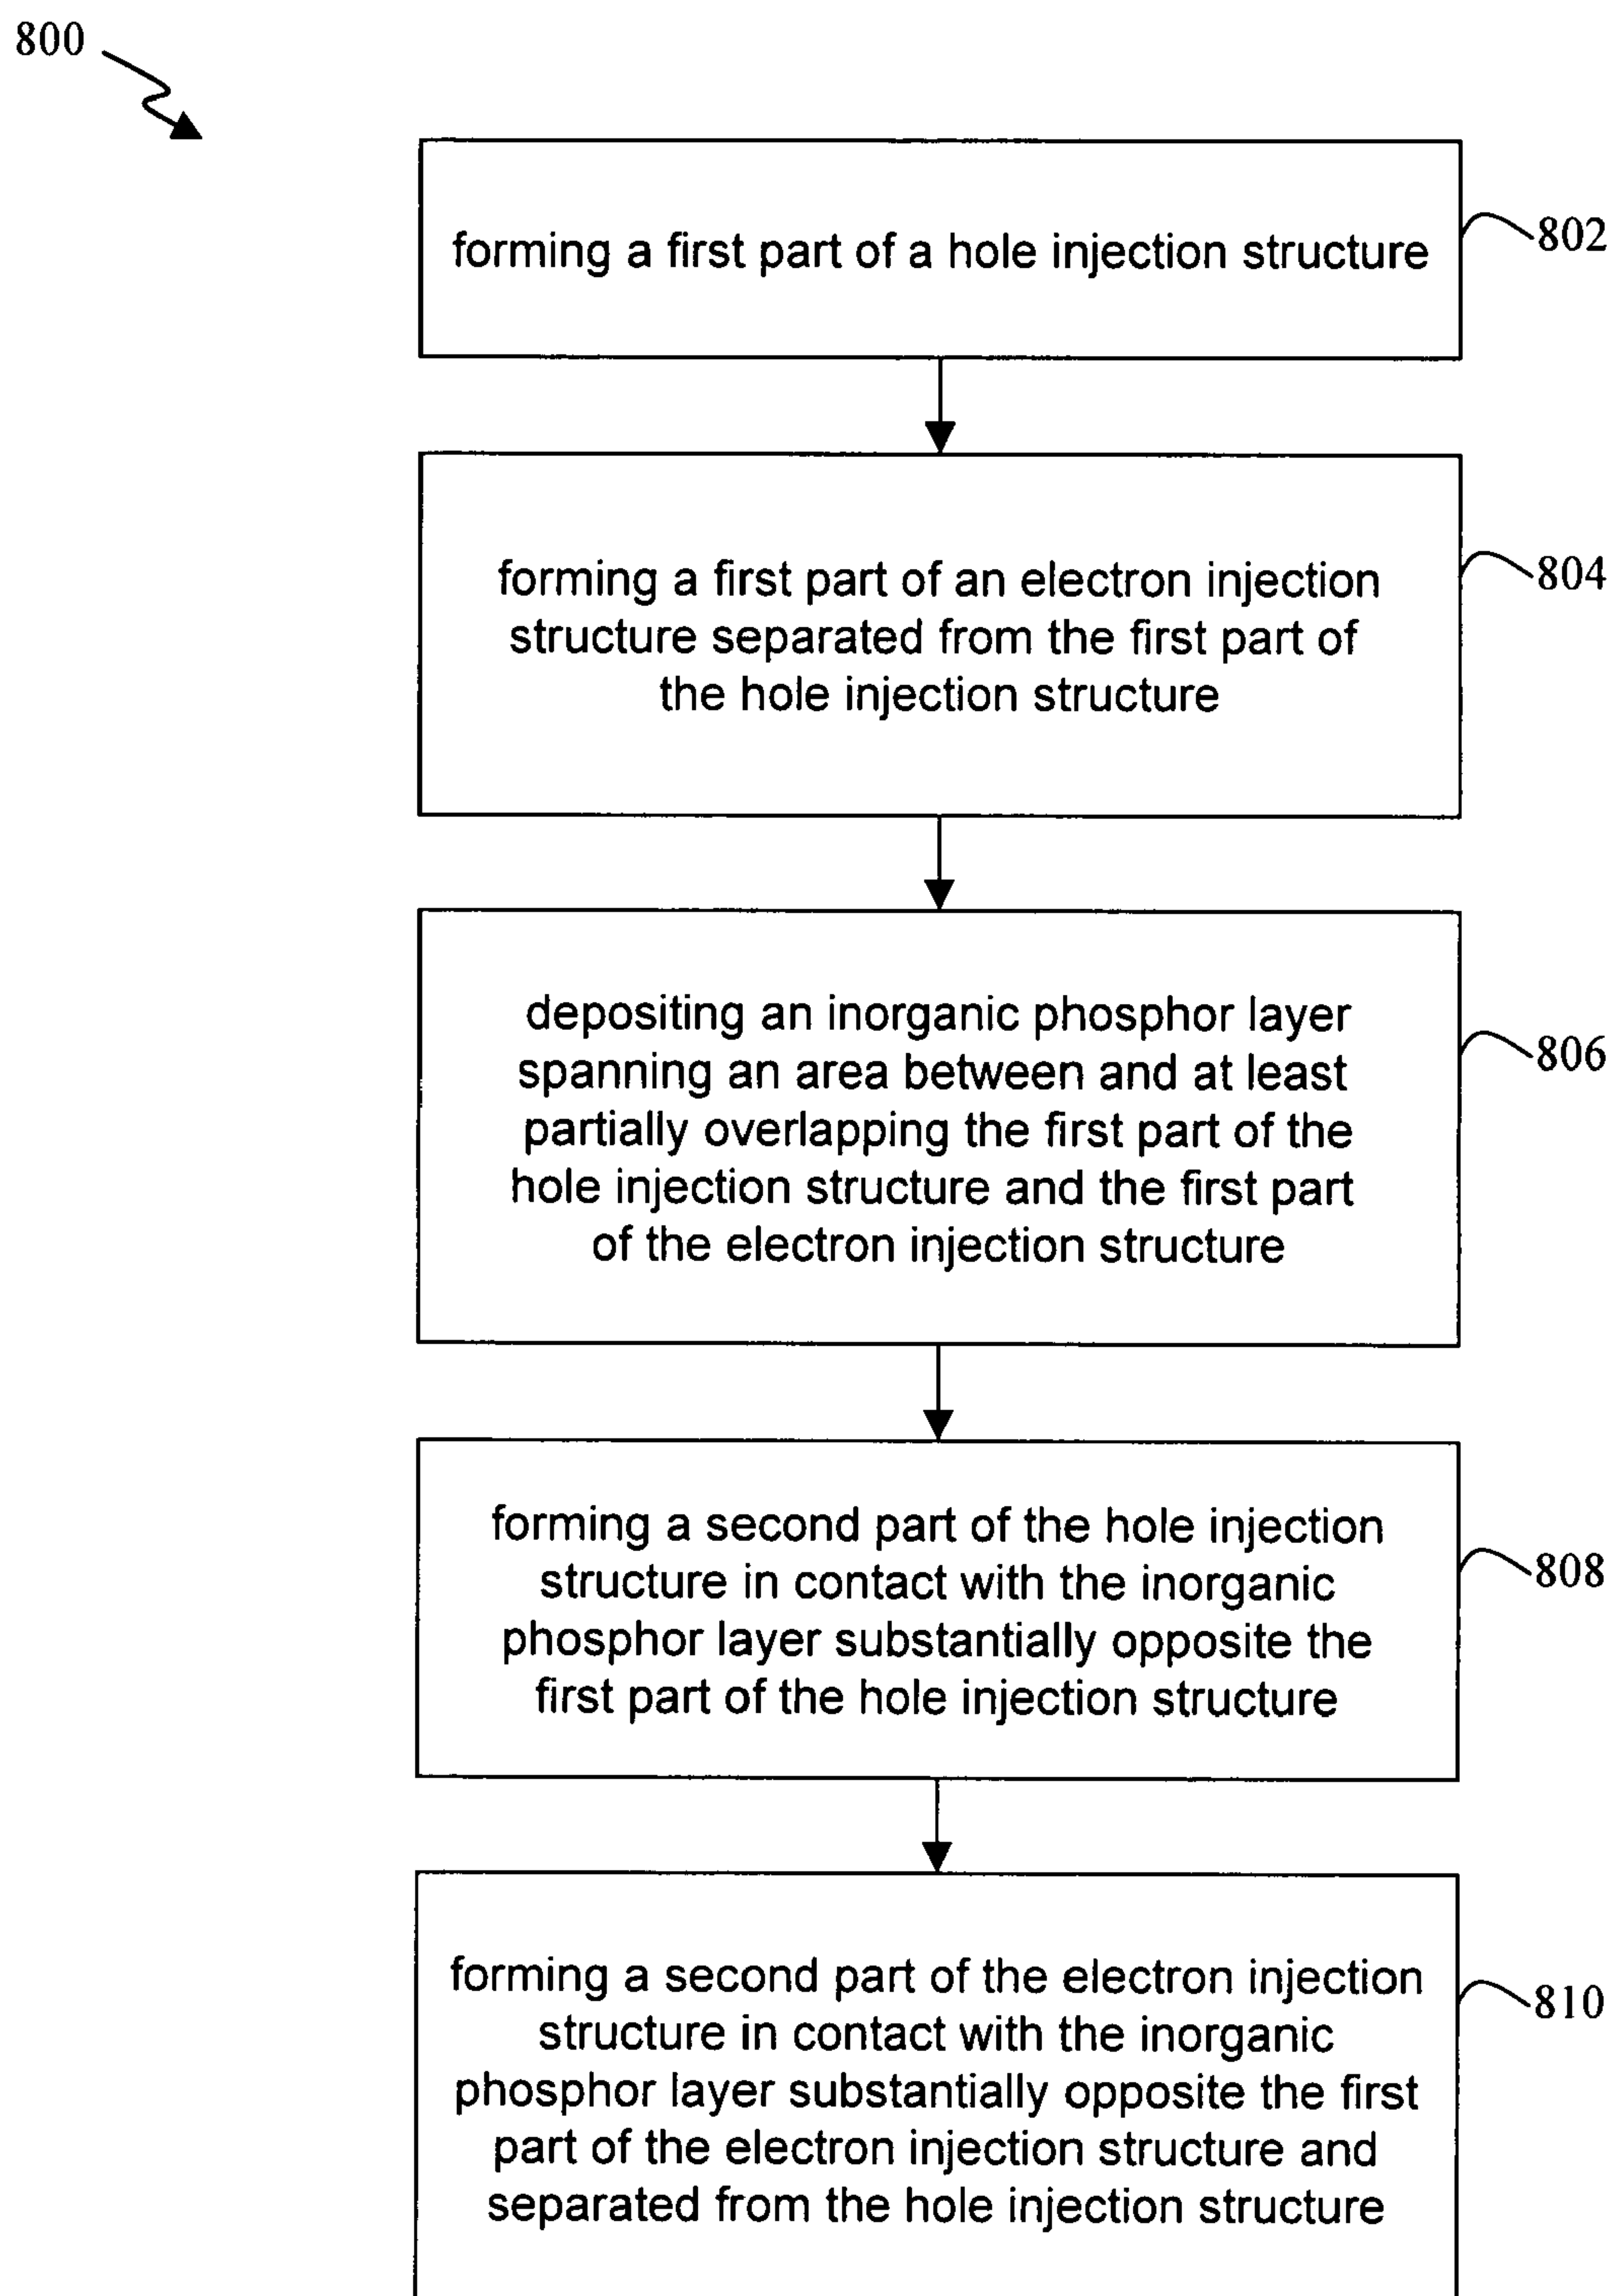 800
forming a first part of a hole injection structure
802
forming a first part of an electron injection
structure separated from the first part of
the hole injection structure
804
depositing an inorganic phosphor layer
spanning an area between and at least
partially overlapping the first part of the
hole injection structure and the first part
of the electron injection structure
806
forming a second part of the hole injection
structure in contact with the inorganic
phosphor layer substantially opposite the
first part of the hole injection structure
808
forming a second part of the electron injection
structure in contact with the inorganic
phosphor layer substantially opposite the first
part of the electron injection structure and
separated from the hole injection structure
810